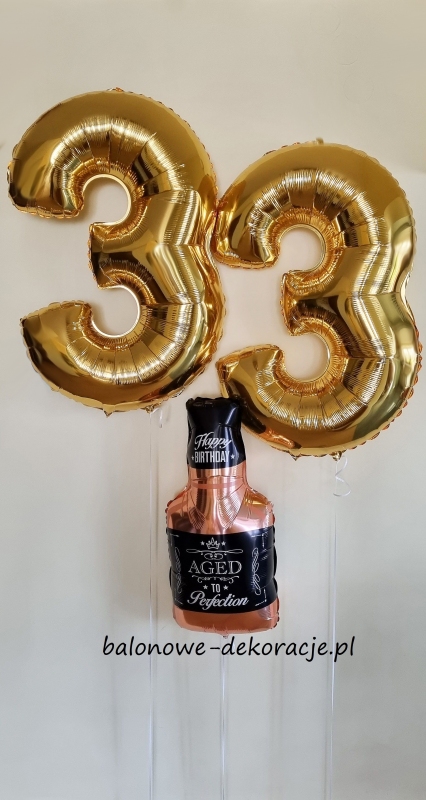 33
Happy
BIRTHDAY
AGED
TO
Perfection
balonowe-dekoracje.pl